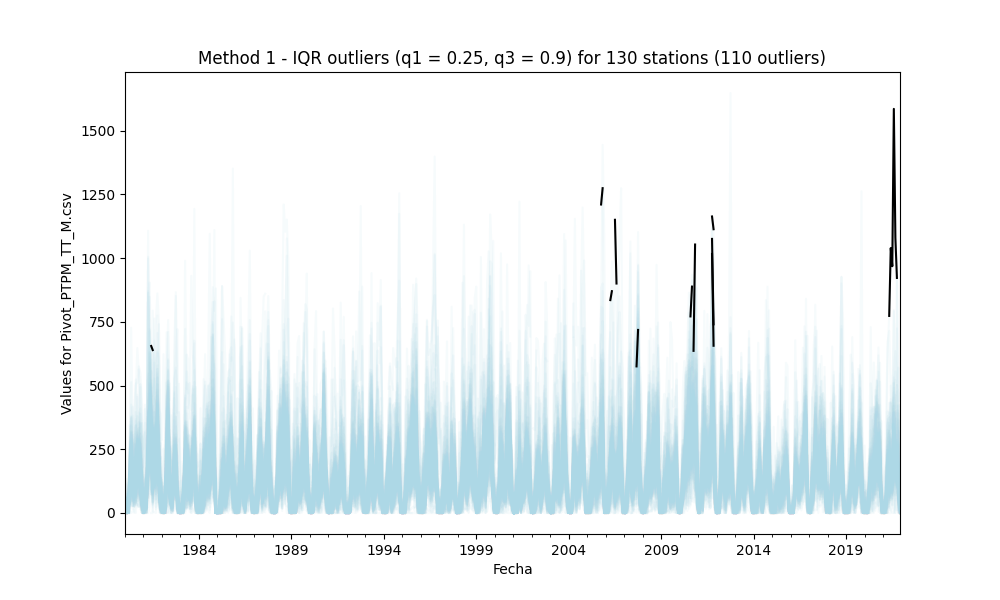 Method 1 - IQR outliers (q1 = 0.25, q3 = 0.9) for 130 stations (110 outliers)
Values for Pivot_PTPM_TT_M.csv
1500
1250
1000
750
500
250
0
1984 1989 1994 1999 2004 2009 2014 2019
Fecha